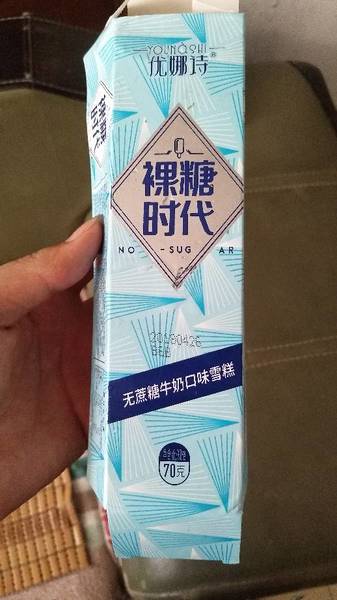 YOUNASHI
优娜诗®
裸糖
时代
NO -SUGAR
20180426
无蔗糖牛奶口味雪糕
70克